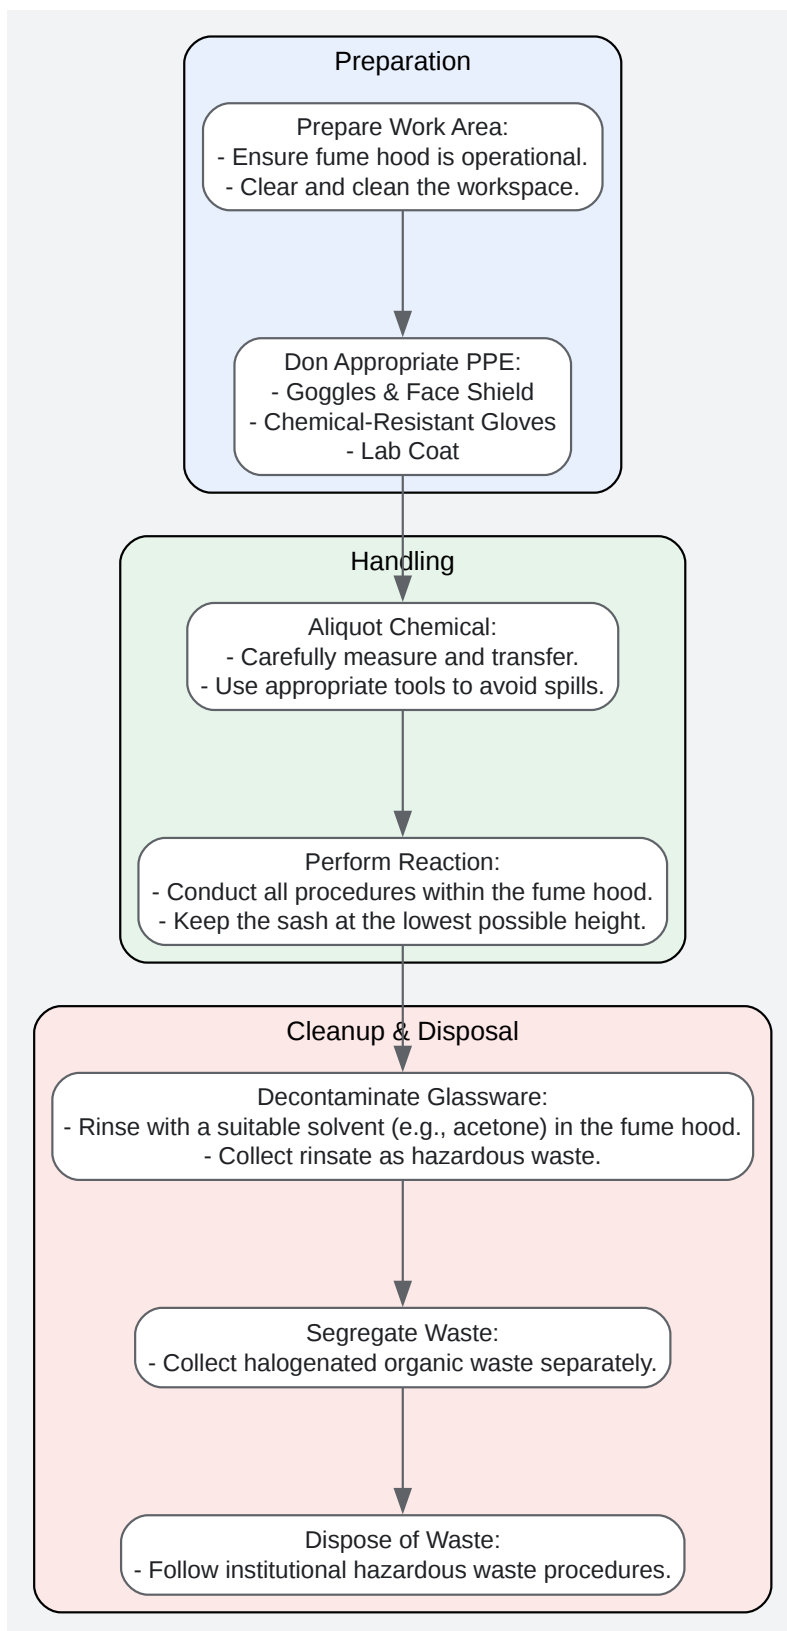 Preparation
Prepare Work Area:
- Ensure fume hood is operational.
- Clear and clean the workspace.
Don Appropriate PPE:
- Goggles & Face Shield
- Chemical-Resistant Gloves
- Lab Coat
Handling
Aliquot Chemical:
- Carefully measure and transfer.
- Use appropriate tools to avoid spills.
Perform Reaction:
- Conduct all procedures within the fume hood.
- Keep the sash at the lowest possible height.
Cleanup & Disposal
Decontaminate Glassware:
- Rinse with a suitable solvent (e.g., acetone) in the fume hood.
- Collect rinsate as hazardous waste.
Segregate Waste:
- Collect halogenated organic waste separately.
Dispose of Waste:
- Follow institutional hazardous waste procedures.